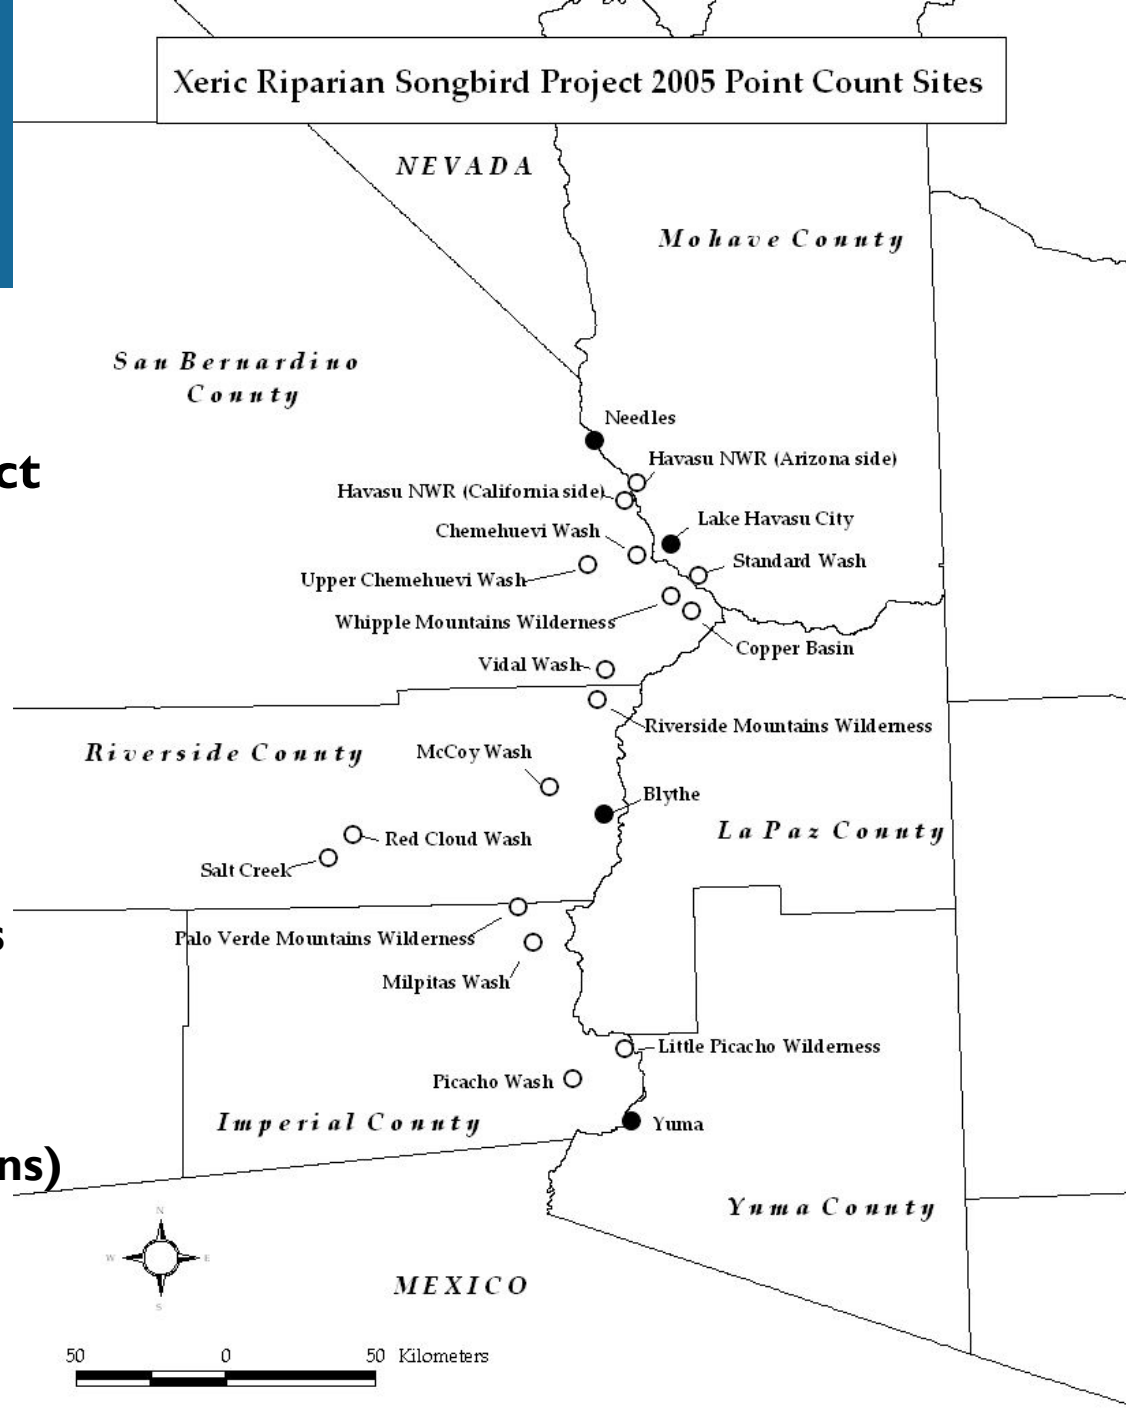 Xeric Riparian Songbird Project 2005 Point Count Sites
NEVADA
Mohave County
San Bernardino
County
Needles
Havasu NWR (Arizona side)
ct
Havasu NWR (California side)
Lake Havasu City
Chemehuevi Wash
Standard Wash
Upper Chemehuevi Wash
Whipple Mountains Wilderness
Copper Basin
Vidal Wash
Riverside Mountains Wilderness
Riverside County
McCoy Wash
Blythe
La Paz County
Red Cloud Wash
Salt Creek
s
Palo Verde Mountains Wilderness
Milpitas Wash
Little Picacho Wilderness
Picacho Wash
Imperial County
Yuma
ns)
Yuma County
N
W E
S
MEXICO
50 0 50 Kilometers